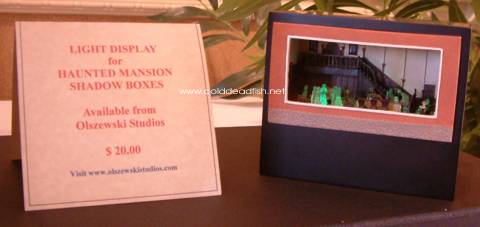 LIGHT DISPLAY
for
HAUNTED MANSION
SHADOW BOXES
Available from
Olszewski Studios
$ 20.00
Visit www.olszewskistudios.com
www.colddeadfish.net